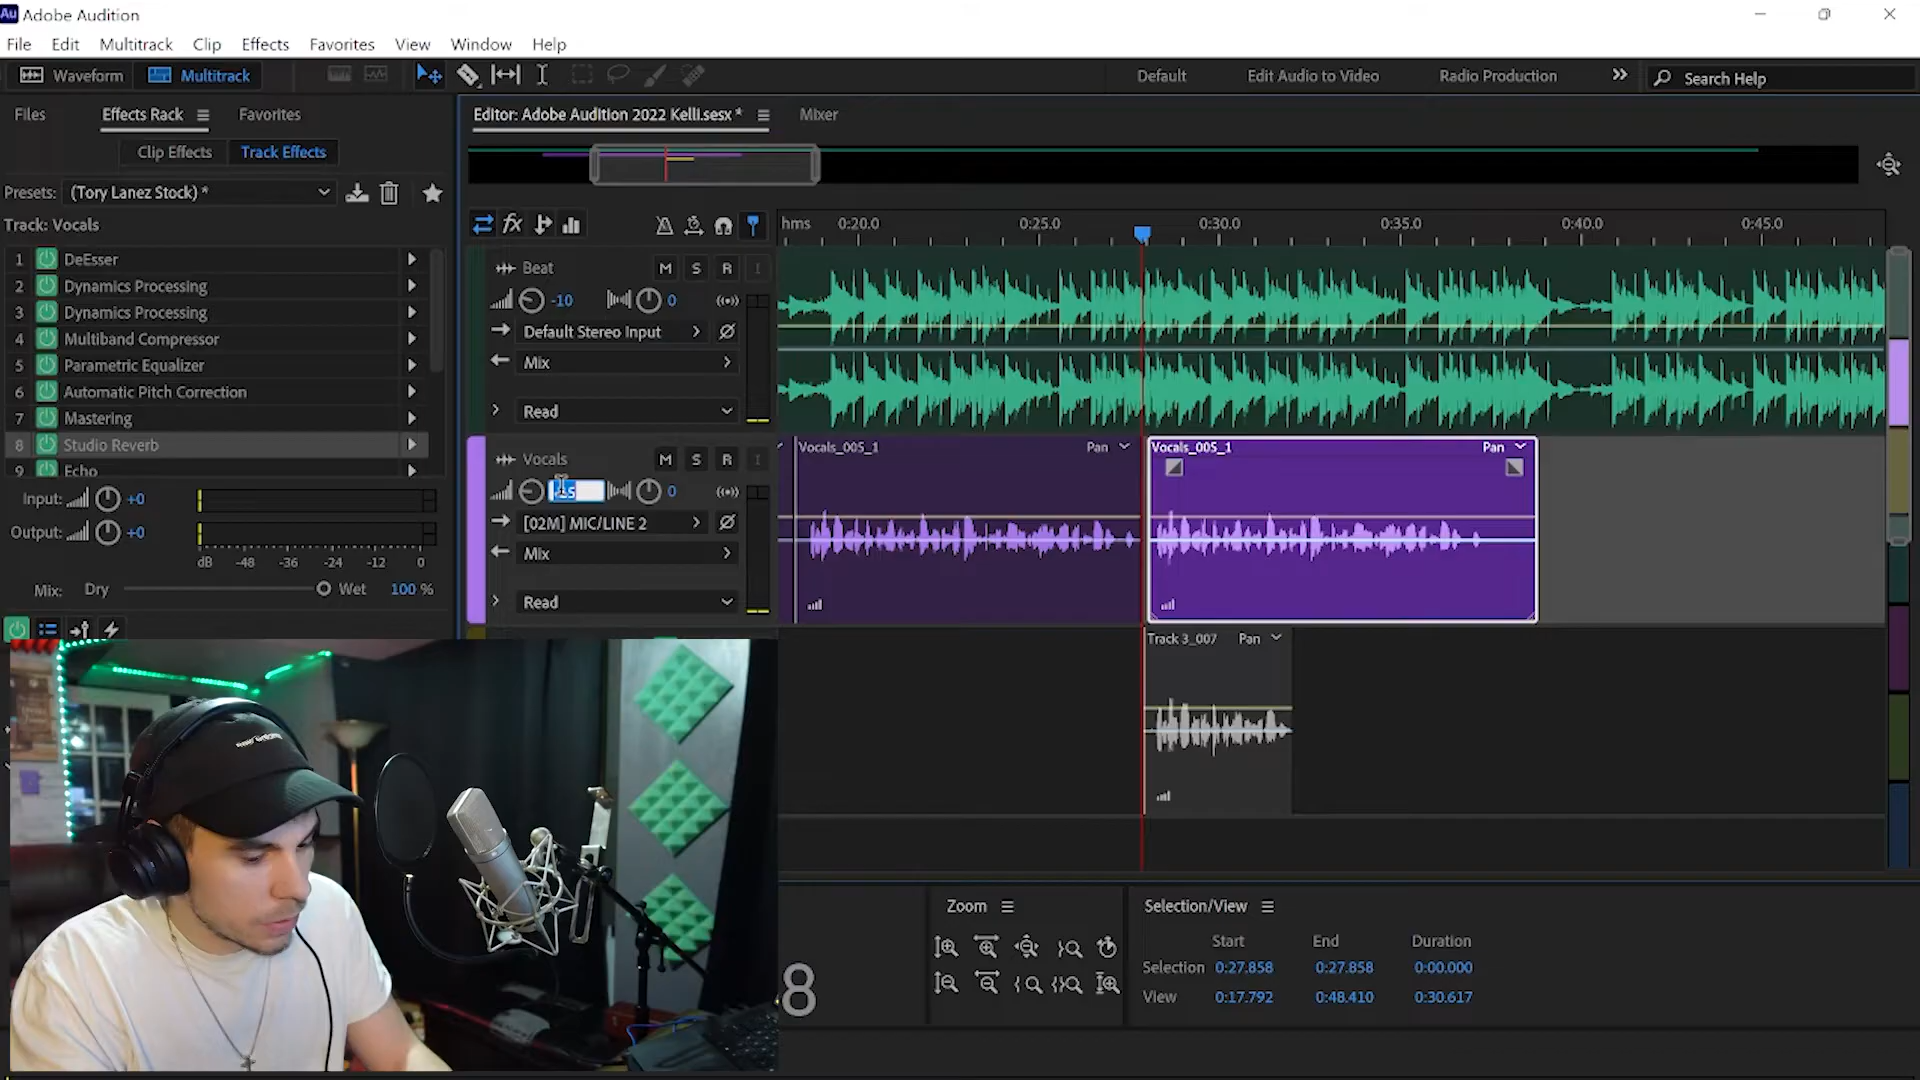 Au Adobe Audition
File Edit Multitrack Clip Effects Favorites View Window Help
Waveform Multitrack Default Edit Audio to Video Radio Production Search Help
Files Effects Rack Favorites Editor: Adobe Audition 2022 Kelli.sesx * Mixer
Clip Effects Track Effects
Presets: (Tory Lanez Stock) *
Track: Vocals
fx hms 0:20.0 0:25.0 0:30.0 0:35.0 0:40.0 0:45.0
1 DeEsser
2 Dynamics Processing
3 Dynamics Processing
4 Multiband Compressor
5 Parametric Equalizer
6 Automatic Pitch Correction
7 Mastering
8 Studio Reverb
9 Echo
Input: +0
Output: +0
dB -48 -36 -24 -12 0
Mix: Dry Wet 100 %
Beat M S R I
-10 0
Default Stereo Input
Mix
Read
Vocals M S R I
0
[02M] MIC/LINE 2
Mix
Read
Vocals_005_1 Pan
Vocals_005_1 Pan
Track 3_007 Pan
8
Zoom
Selection/View
Start End Duration
Selection 0:27.858 0:27.858 0:00.000
View 0:17.792 0:48.410 0:30.617